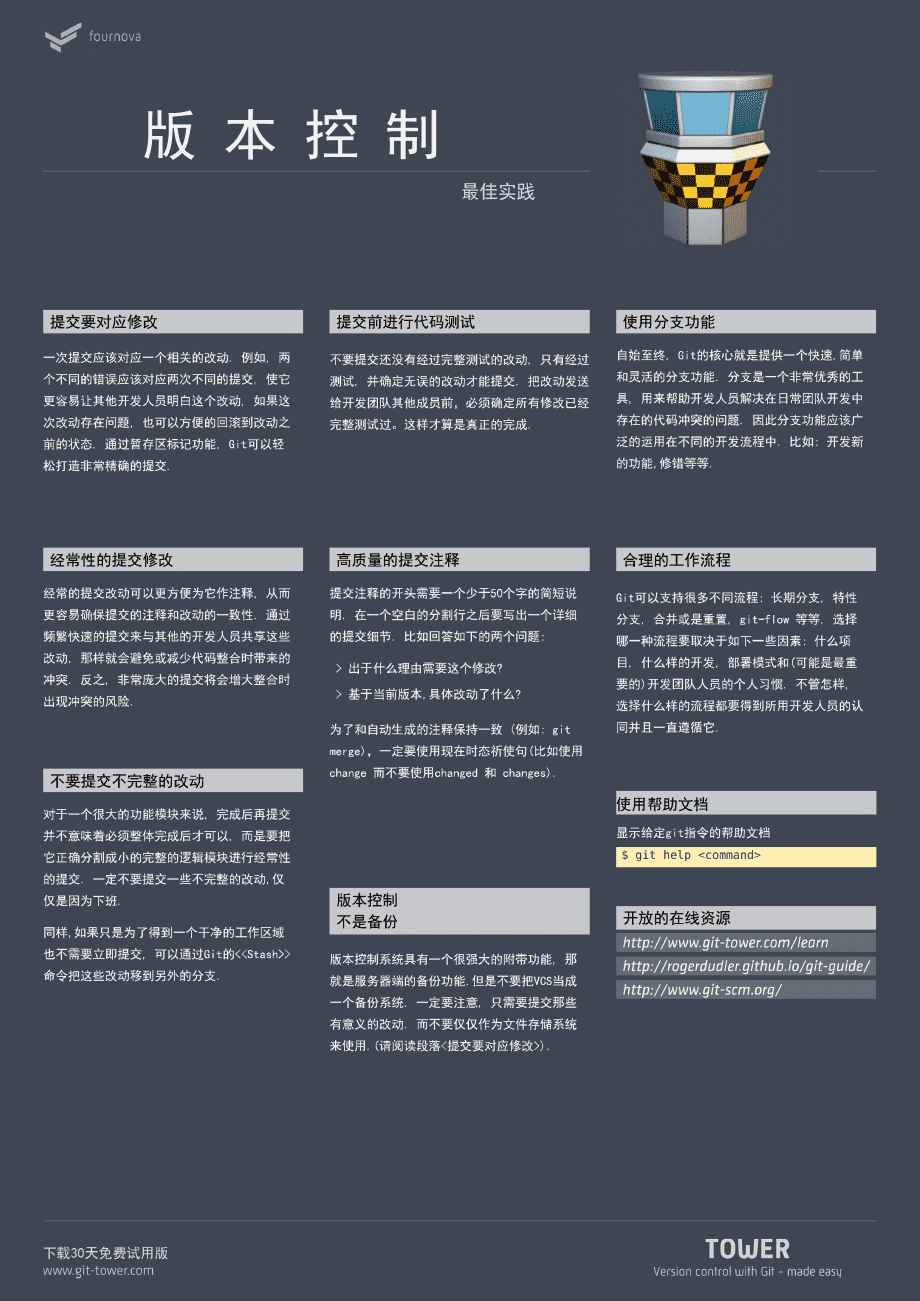 fournova
版本控制
最佳实践
提交要对应修改
一次提交应该对应一个相关的改动. 例如, 两
个不同的错误应该对应两次不同的提交, 使它
更容易让其他开发人员明白这个改动, 如果这
次改动存在问题, 也可以方便的回滚到改动之
前的状态. 通过暂存区标记功能, Git可以轻
松打造非常精确的提交.
经常性的提交修改
经常的提交改动可以更方便为它作注释, 从而
更容易确保提交的注释和改动的一致性. 通过
频繁快速的提交来与其他的开发人员共享这些
改动, 那样就会避免或减少代码整合时带来的
冲突. 反之, 非常庞大的提交将会增大整合时
出现冲突的风险.
不要提交不完整的改动
对于一个很大的功能模块来说, 完成后再提交
并不意味着必须整体完成后才可以, 而是要把
它正确分割成小的完整的逻辑模块进行经常性
的提交. 一定不要提交一些不完整的改动,仅
仅是因为下班.
同样,如果只是为了得到一个干净的工作区域
也不需要立即提交, 可以通过Git的<<Stash>>
命令把这些改动移到另外的分支.
提交前进行代码测试
不要提交还没有经过完整测试的改动, 只有经过
测试, 并确定无误的改动才能提交. 把改动发送
给开发团队其他成员前, 必须确定所有修改已经
完整测试过。这样才算是真正的完成.
高质量的提交注释
提交注释的开头需要一个少于50个字的简短说
明. 在一个空白的分割行之后要写出一个详细
的提交细节. 比如回答如下的两个问题:
> 出于什么理由需要这个修改?
> 基于当前版本,具体改动了什么?
为了和自动生成的注释保持一致 (例如: git
merge), 一定要使用现在时态祈使句(比如使用
change 而不要使用changed 和 changes).
版本控制
不是备份
版本控制系统具有一个很强大的附带功能, 那
就是服务器端的备份功能.但是不要把VCS当成
一个备份系统. 一定要注意, 只需要提交那些
有意义的改动, 而不要仅仅作为文件存储系统
来使用.(请阅读段落<提交要对应修改>).
使用分支功能
自始至终, Git的核心就是提供一个快速,简单
和灵活的分支功能. 分支是一个非常优秀的工
具, 用来帮助开发人员解决在日常团队开发中
存在的代码冲突的问题. 因此分支功能应该广
泛的运用在不同的开发流程中. 比如: 开发新
的功能,修错等等.
合理的工作流程
Git可以支持很多不同流程: 长期分支, 特性
分支, 合并或是重置, git-flow 等等. 选择
哪一种流程要取决于如下一些因素: 什么项
目, 什么样的开发, 部署模式和(可能是最重
要的)开发团队人员的个人习惯. 不管怎样,
选择什么样的流程都要得到所用开发人员的认
同并且一直遵循它.
使用帮助文档
显示给定git指令的帮助文档
$ git help <command>
开放的在线资源
http://www.git-tower.com/learn
http://rogerdudler.github.io/git-guide/
http://www.git-scm.org/
下载30天免费试用版
www.git-tower.com
TOWER
Version control with Git - made easy